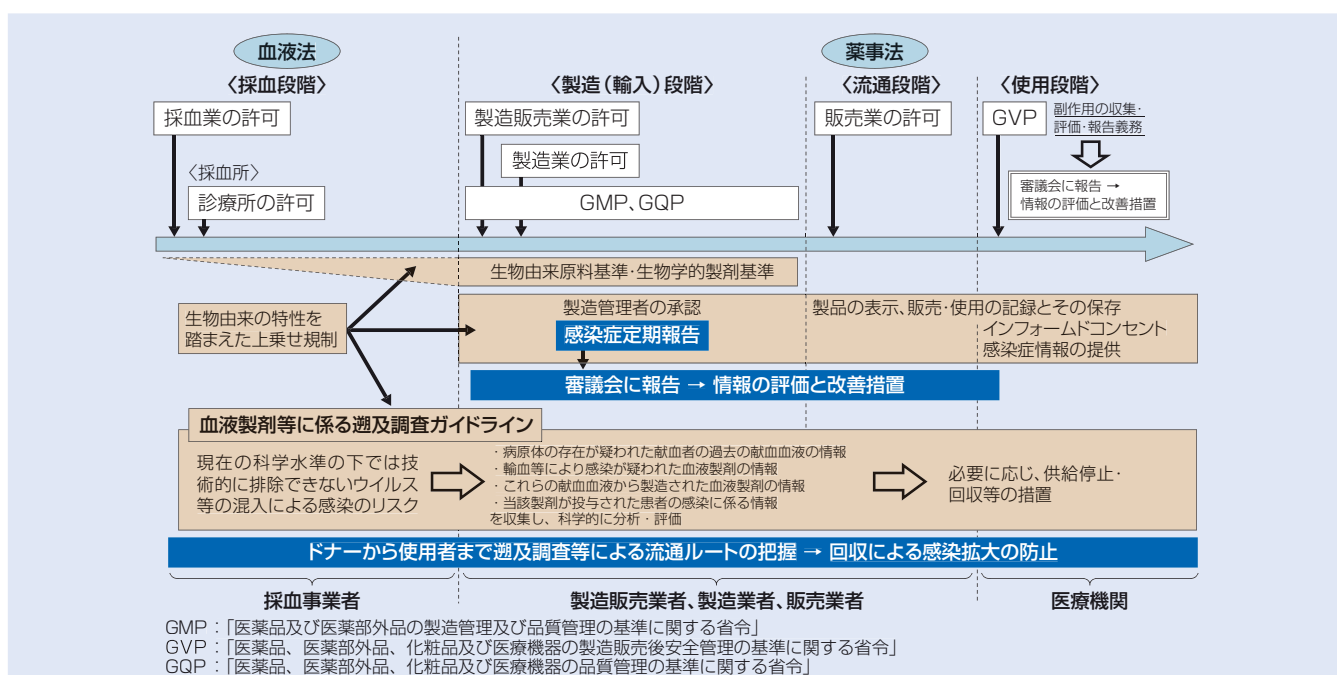 血液法
薬事法
〈採血段階〉
〈製造(輸入)段階〉
〈流通段階〉
〈使用段階〉
採血業の許可
製造販売業の許可
販売業の許可
GVP
副作用の収集・
評価・報告義務
製造業の許可
〈採血所〉
診療所の許可
GMP、GQP
審議会に報告 →
情報の評価と改善措置
生物由来原料基準・生物学的製剤基準
生物由来の特性を
踏まえた上乗せ規制
製造管理者の承認
感染症定期報告
製品の表示、販売・使用の記録とその保存
インフォームドコンセント
感染症情報の提供
審議会に報告 → 情報の評価と改善措置
血液製剤等に係る遡及調査ガイドライン
現在の科学水準の下では技
術的に排除できないウイルス
等の混入による感染のリスク
・病原体の存在が疑われた献血者の過去の献血血液の情報
・輸血等により感染が疑われた血液製剤の情報
・これらの献血血液から製造された血液製剤の情報
・当該製剤が投与された患者の感染に係る情報
を収集し、科学的に分析・評価
必要に応じ、供給停止・
回収等の措置
ドナーから使用者まで遡及調査等による流通ルートの把握 → 回収による感染拡大の防止
採血事業者
製造販売業者、製造業者、販売業者
医療機関
GMP:「医薬品及び医薬部外品の製造管理及び品質管理の基準に関する省令」
GVP:「医薬品、医薬部外品、化粧品及び医療機器の製造販売後安全管理の基準に関する省令」
GQP:「医薬品、医薬部外品、化粧品及び医療機器の品質管理の基準に関する省令」